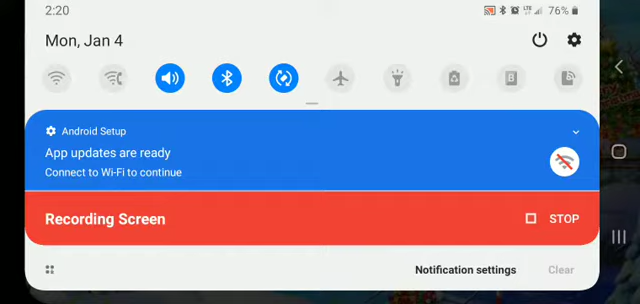 2:20
LTE 76%
Mon, Jan 4
B
Android Setup
App updates are ready
Connect to Wi-Fi to continue
Recording Screen
STOP
Notification settings
Clear